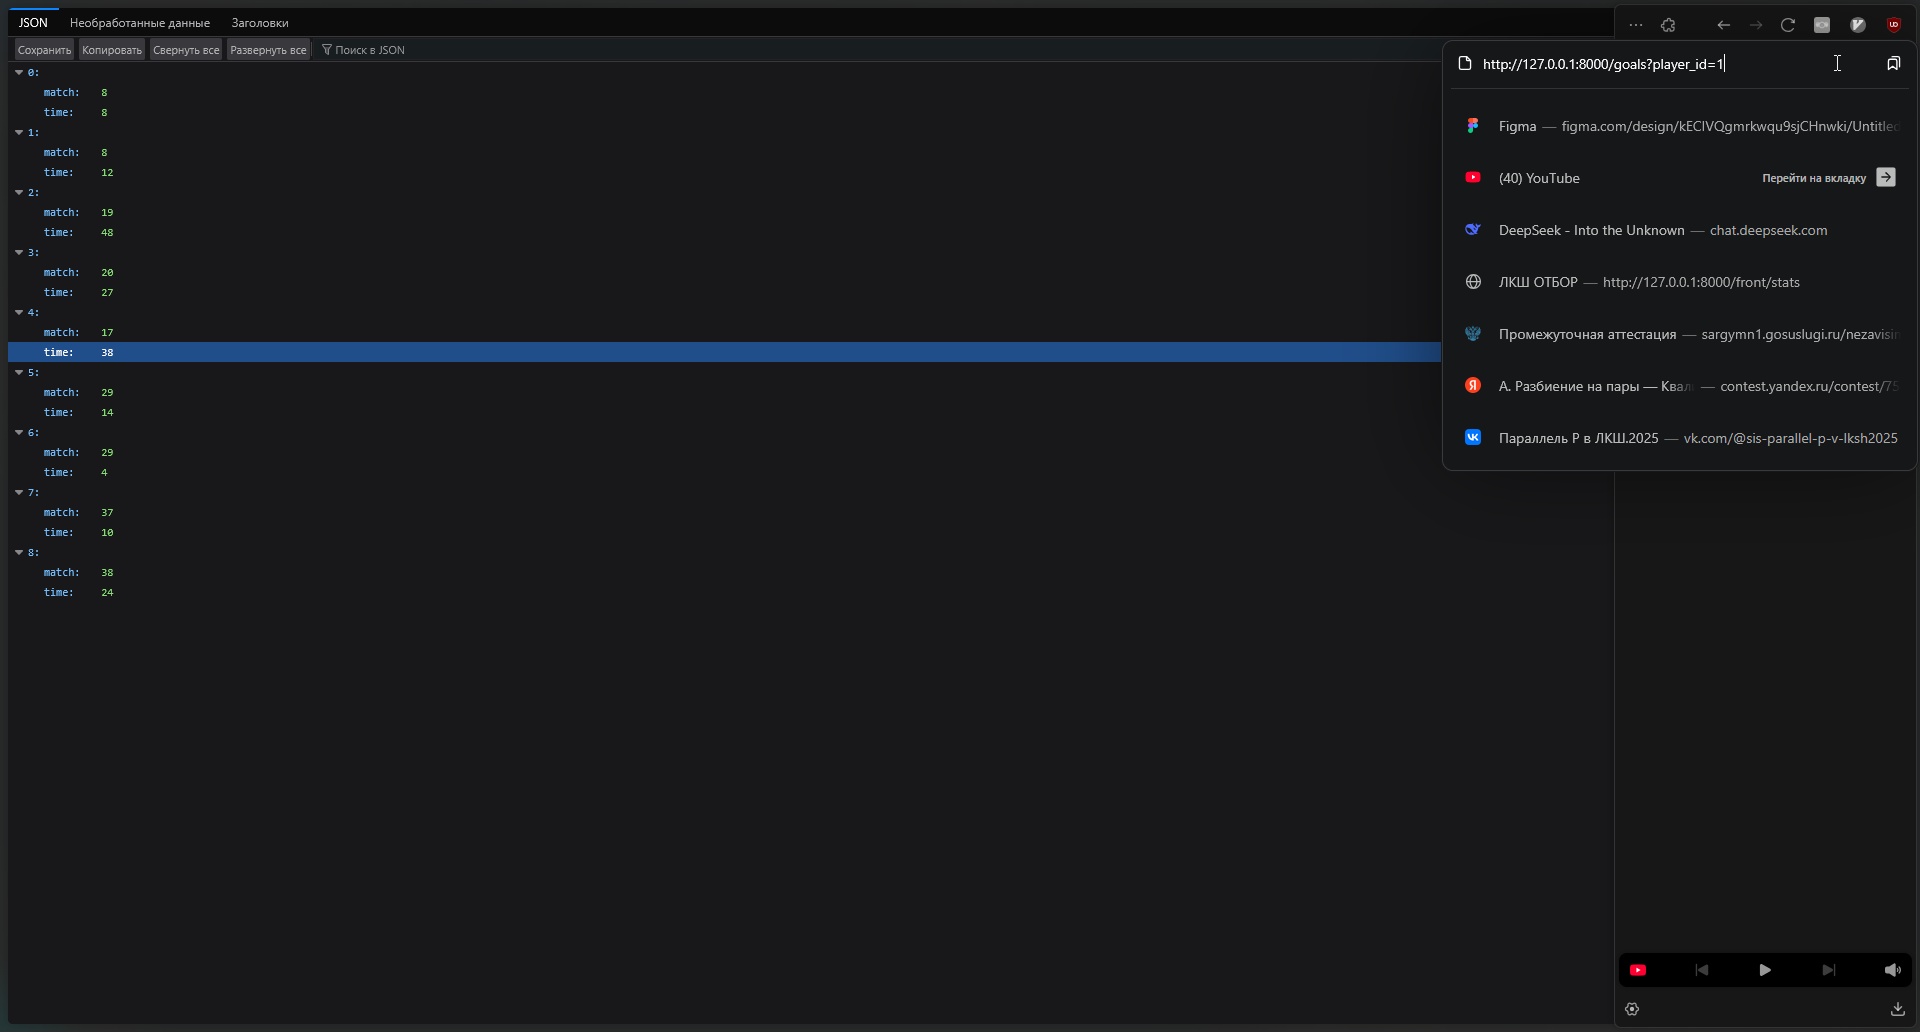 JSON Необработанные данные Заголовки
Сохранить Копировать Свернуть все Развернуть все Поиск в JSON
0:
match: 8
time: 8
1:
match: 8
time: 12
2:
match: 19
time: 48
3:
match: 20
time: 27
4:
match: 17
time: 38
5:
match: 29
time: 14
6:
match: 29
time: 4
7:
match: 37
time: 10
8:
match: 38
time: 24
http://127.0.0.1:8000/goals?player_id=1
Figma — figma.com/design/kECIVQgmrkwqu9sjCHnwki/Untitled
(40) YouTube Перейти на вкладку
DeepSeek - Into the Unknown — chat.deepseek.com
ЛКШ ОТБОР — http://127.0.0.1:8000/front/stats
Промежуточная аттестация — sargymn1.gosuslugi.ru/nezavisi
А. Разбиение на пары — Квал — contest.yandex.ru/contest/75
Параллель P в ЛКШ.2025 — vk.com/@sis-parallel-p-v-lksh2025